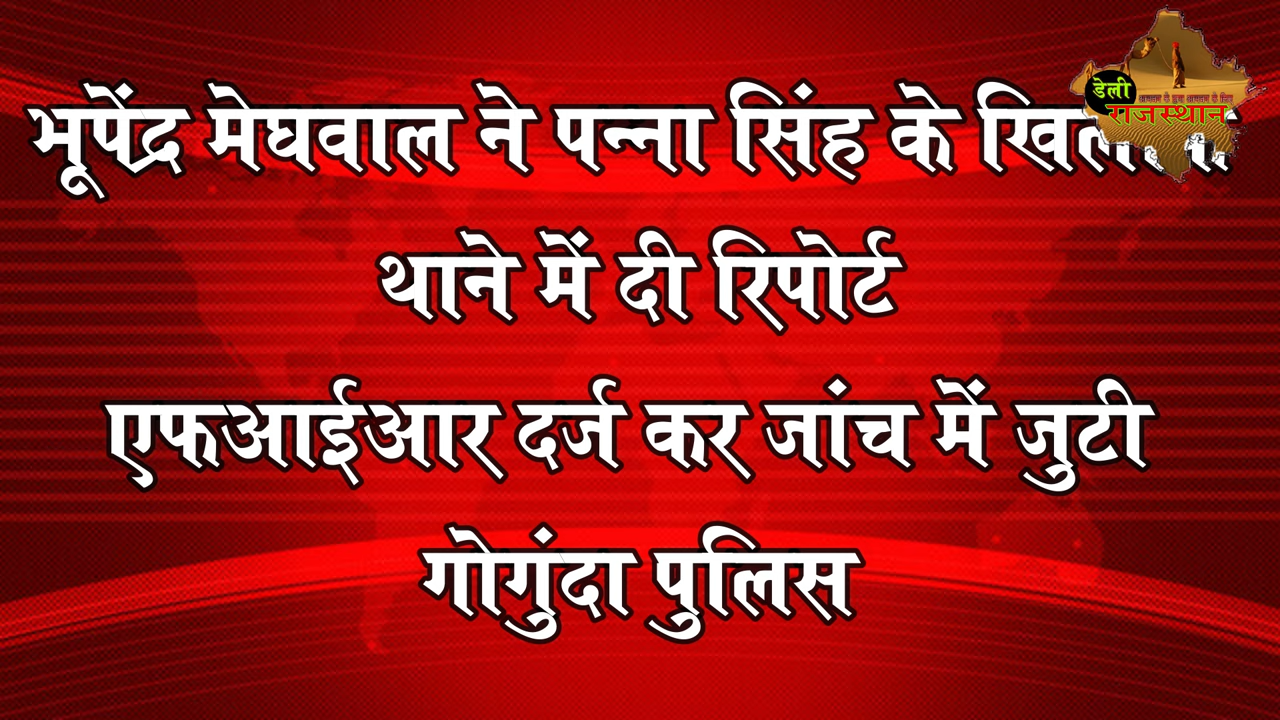 डेली
राजस्थान
भूपेंद्र मेघवाल ने पन्ना सिंह के
थाने में दी रिपोर्ट
एफआईआर दर्ज कर जांच में जुटी
गोगुंदा पुलिस